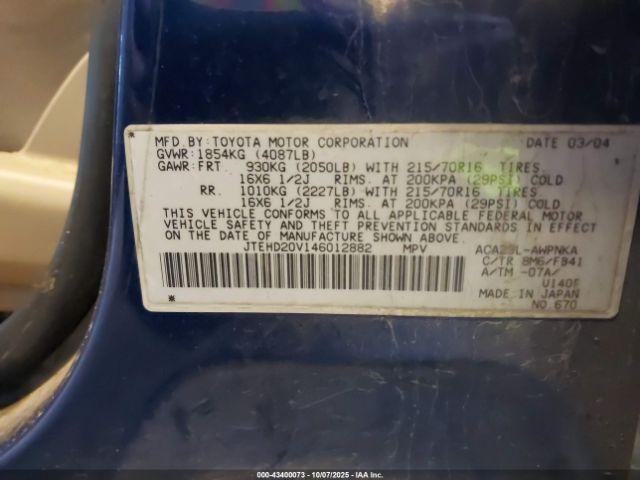 MFD.BY:TOYOTA MOTOR CORPORATION DATE 03/04
GVWR:1854KG (4087LB)
GAWR:FRT 930KG (2050LB) WITH 215/70R16 TIRES
16X6 1/2J RIMS. AT 200KPA (29PSI) COLD
RR. 1010KG (2227LB) WITH 215/70R16 TIRES
16X6 1/2J RIMS. AT 200KPA (29PSI) COLD
THIS VEHICLE CONFORMS TO ALL APPLICABLE FEDERAL MOTOR
VEHICLE SAFETY AND THEFT PREVENTION STANDARDS IN EFFECT
ON THE DATE OF MANUFACTURE SHOWN ABOVE.
JTEHD20V146012882 MPV
C/TR 8M6/FB41
A/TM -07A/
MADE IN JAPAN
NO.670
00-43400073 - 10/07/2025 - IAA Inc.